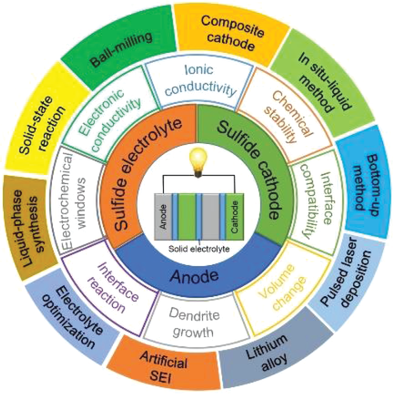 Composite cathode
In situ-liquid
method
Bottom-up
method
Pulsed laser
deposition
Lithium
alloy
Artificial
SEI
Electrolyte
optimization
Liquid-phase
synthesis
Solid-state
reaction
Ball-milling
Ionic
conductivity
Chemical
stability
Interface
compatibility
Volume
change
Dendrite
growth
Interface
reaction
Electrochemical
windows
Electronic
conductivity
Sulfide electrolyte
Sulfide cathode
Anode
Anode
Cathode
Solid electrolyte